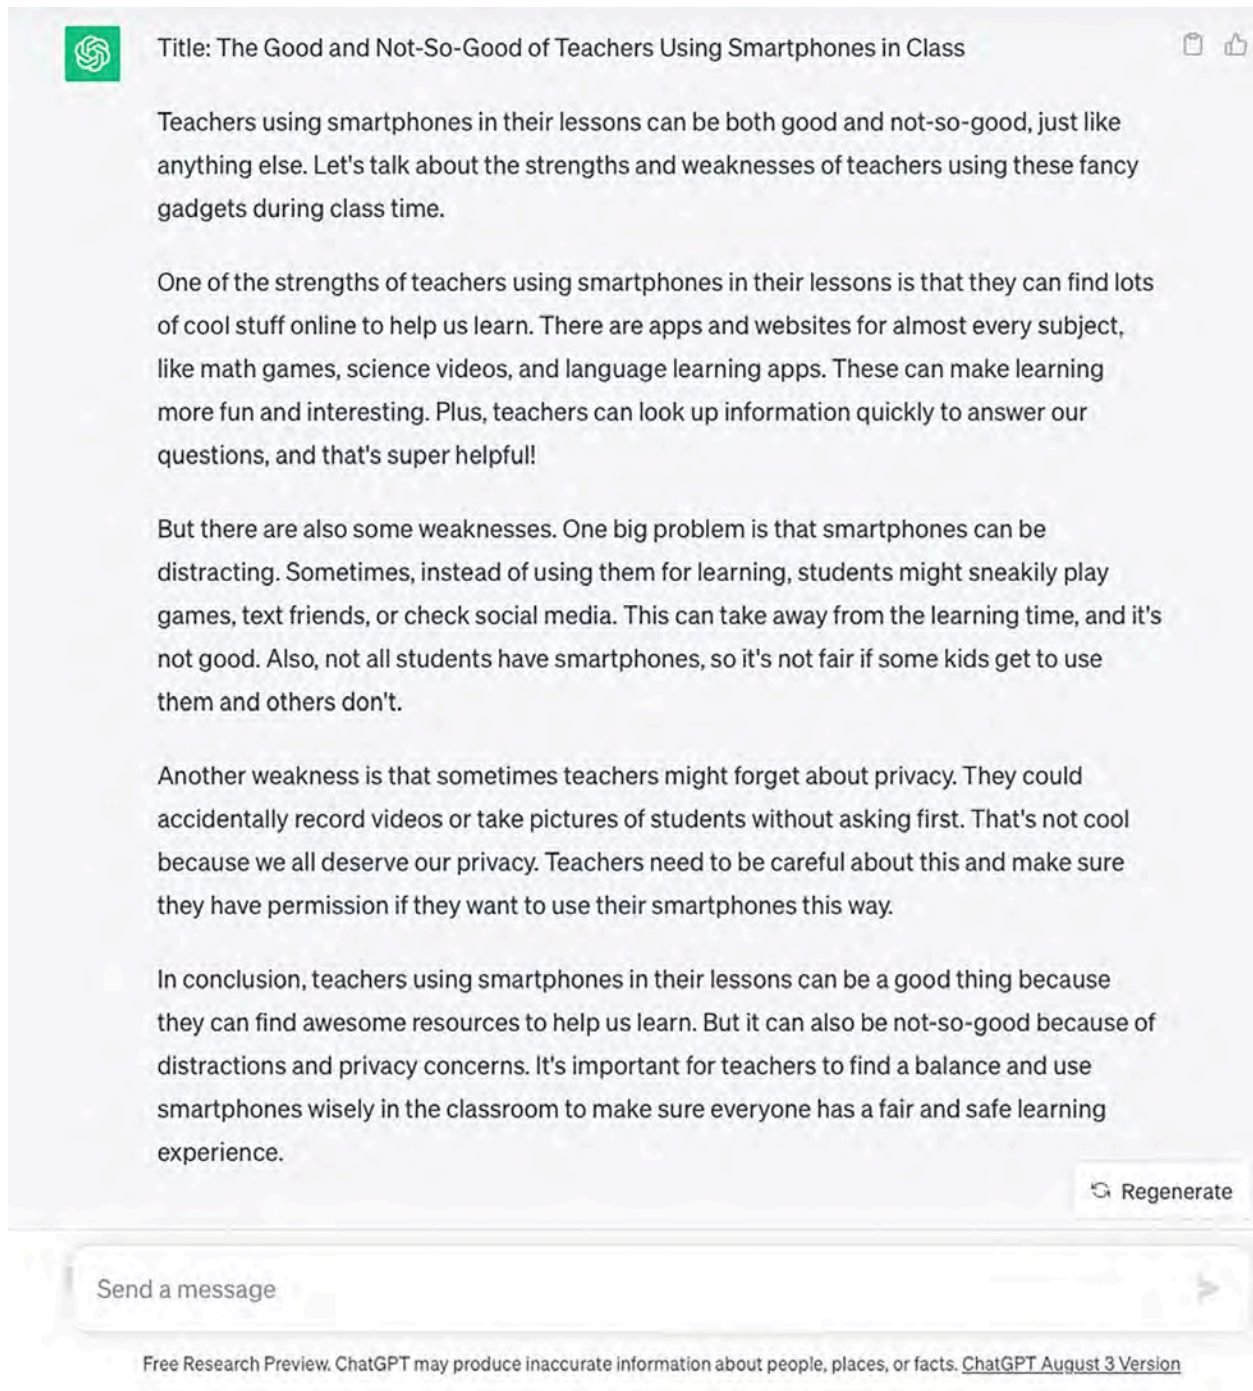 Title: The Good and Not-So-Good of Teachers Using Smartphones in Class
Teachers using smartphones in their lessons can be both good and not-so-good, just like
anything else. Let's talk about the strengths and weaknesses of teachers using these fancy
gadgets during class time.
One of the strengths of teachers using smartphones in their lessons is that they can find lots
of cool stuff online to help us learn. There are apps and websites for almost every subject,
like math games, science videos, and language learning apps. These can make learning
more fun and interesting. Plus, teachers can look up information quickly to answer our
questions, and that's super helpful!
But there are also some weaknesses. One big problem is that smartphones can be
distracting. Sometimes, instead of using them for learning, students might sneakily play
games, text friends, or check social media. This can take away from the learning time, and it's
not good. Also, not all students have smartphones, so it's not fair if some kids get to use
them and others don't.
Another weakness is that sometimes teachers might forget about privacy. They could
accidentally record videos or take pictures of students without asking first. That's not cool
because we all deserve our privacy. Teachers need to be careful about this and make sure
they have permission if they want to use their smartphones this way.
In conclusion, teachers using smartphones in their lessons can be a good thing because
they can find awesome resources to help us learn. But it can also be not-so-good because of
distractions and privacy concerns. It's important for teachers to find a balance and use
smartphones wisely in the classroom to make sure everyone has a fair and safe learning
experience.
Regenerate
Send a message
Free Research Preview. ChatGPT may produce inaccurate information about people, places, or facts. ChatGPT August 3 Version